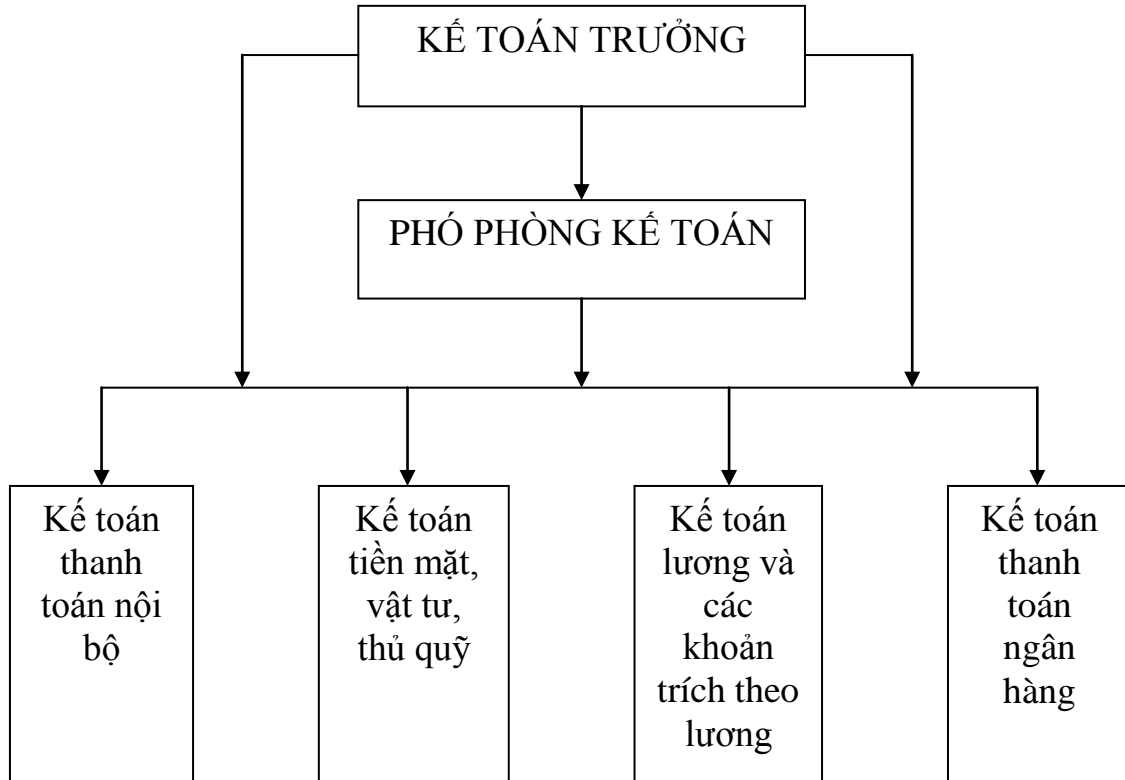 KẾ TOÁN TRƯỞNG
PHÓ PHÒNG KẾ TOÁN
Kế toán
thanh
toán nội
bộ
Kế toán
tiền mặt,
vật tư,
thủ quỹ
Kế toán
lương và
các
khoản
trích theo
lương
Kế toán
thanh
toán
ngân
hàng